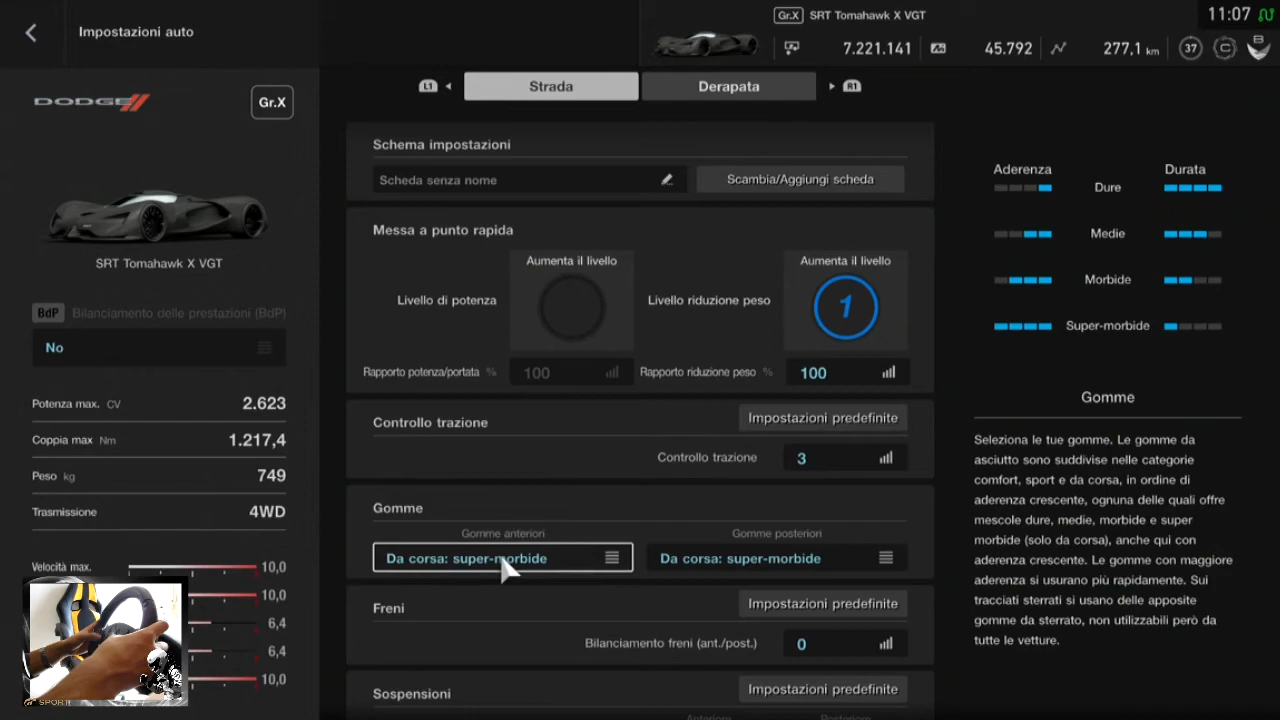 Impostazioni auto
Gr.X SRT Tomahawk X VGT
7.221.141 45.792 277,1 km 37 C B
11:07
DODGE
Gr.X
SRT Tomahawk X VGT
BdP Bilanciamento delle prestazioni (BdP)
No
Potenza max. CV 2.623
Coppia max Nm 1.217,4
Peso kg 749
Trasmissione 4WD
Velocità max. 10,0
10,0
6,4
6,4
10,0
SPORT
L1 Strada Derapata R1
Schema impostazioni
Scheda senza nome Scambia/Aggiungi scheda
Messa a punto rapida
Aumenta il livello Aumenta il livello
Livello di potenza Livello riduzione peso 1
Rapporto potenza/portata % 100 Rapporto riduzione peso % 100
Controllo trazione Impostazioni predefinite
Controllo trazione 3
Gomme
Gomme anteriori Gomme posteriori
Da corsa: super-morbide Da corsa: super-morbide
Freni Impostazioni predefinite
Bilanciamento freni (ant./post.) 0
Sospensioni Impostazioni predefinite
Aderenza Durata
Dure
Medie
Morbide
Super-morbide
Gomme
Seleziona le tue gomme. Le gomme da
asciutto sono suddivise nelle categorie
comfort, sport e da corsa, in ordine di
aderenza crescente, ognuna delle quali offre
mescole dure, medie, morbide e super
morbide (solo da corsa), anche qui con
aderenza crescente. Le gomme con maggiore
aderenza si usurano più rapidamente. Sui
tracciati sterrati si usano delle apposite
gomme da sterrato, non utilizzabili però da
tutte le vetture.